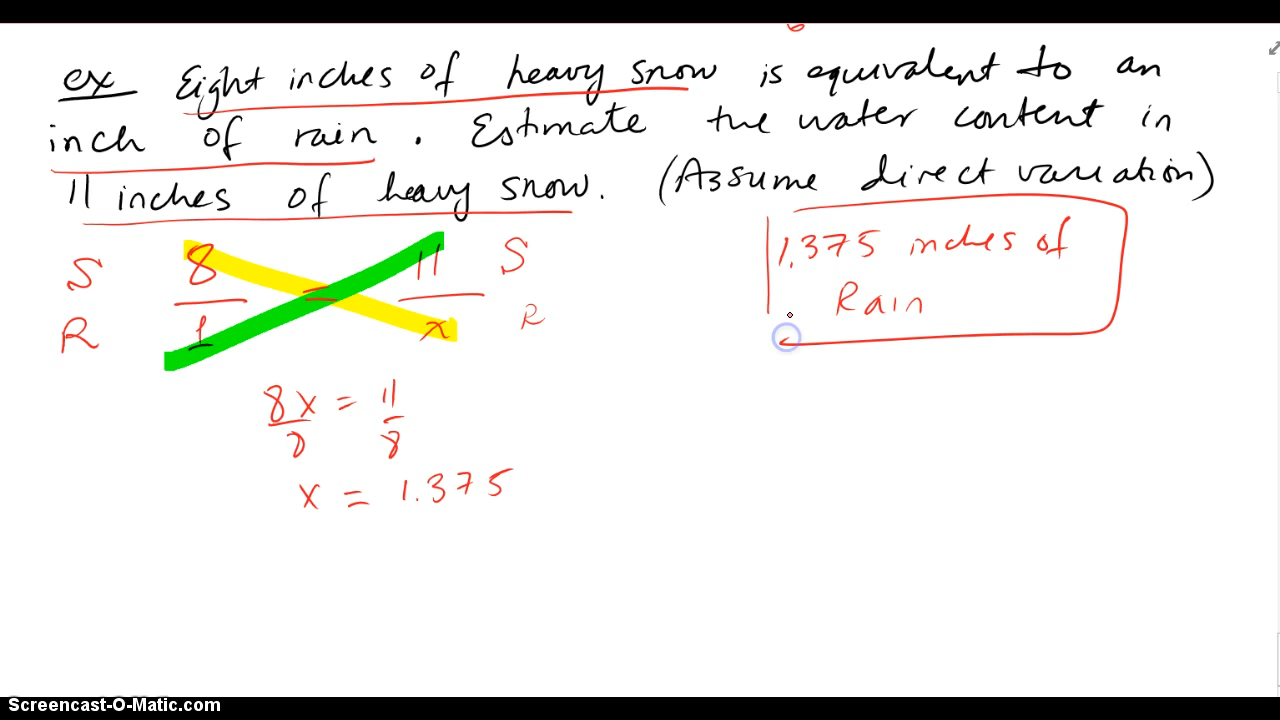 ex Eight inches of heavy snow is equivalent to an
inch of rain. Estimate the water content in
11 inches of heavy snow. (Assume direct variation)
S 8 = 11 S
R 1 x R
1.375 inches of
Rain
8x = 11
8 8
x = 1.375
Screencast-O-Matic.com